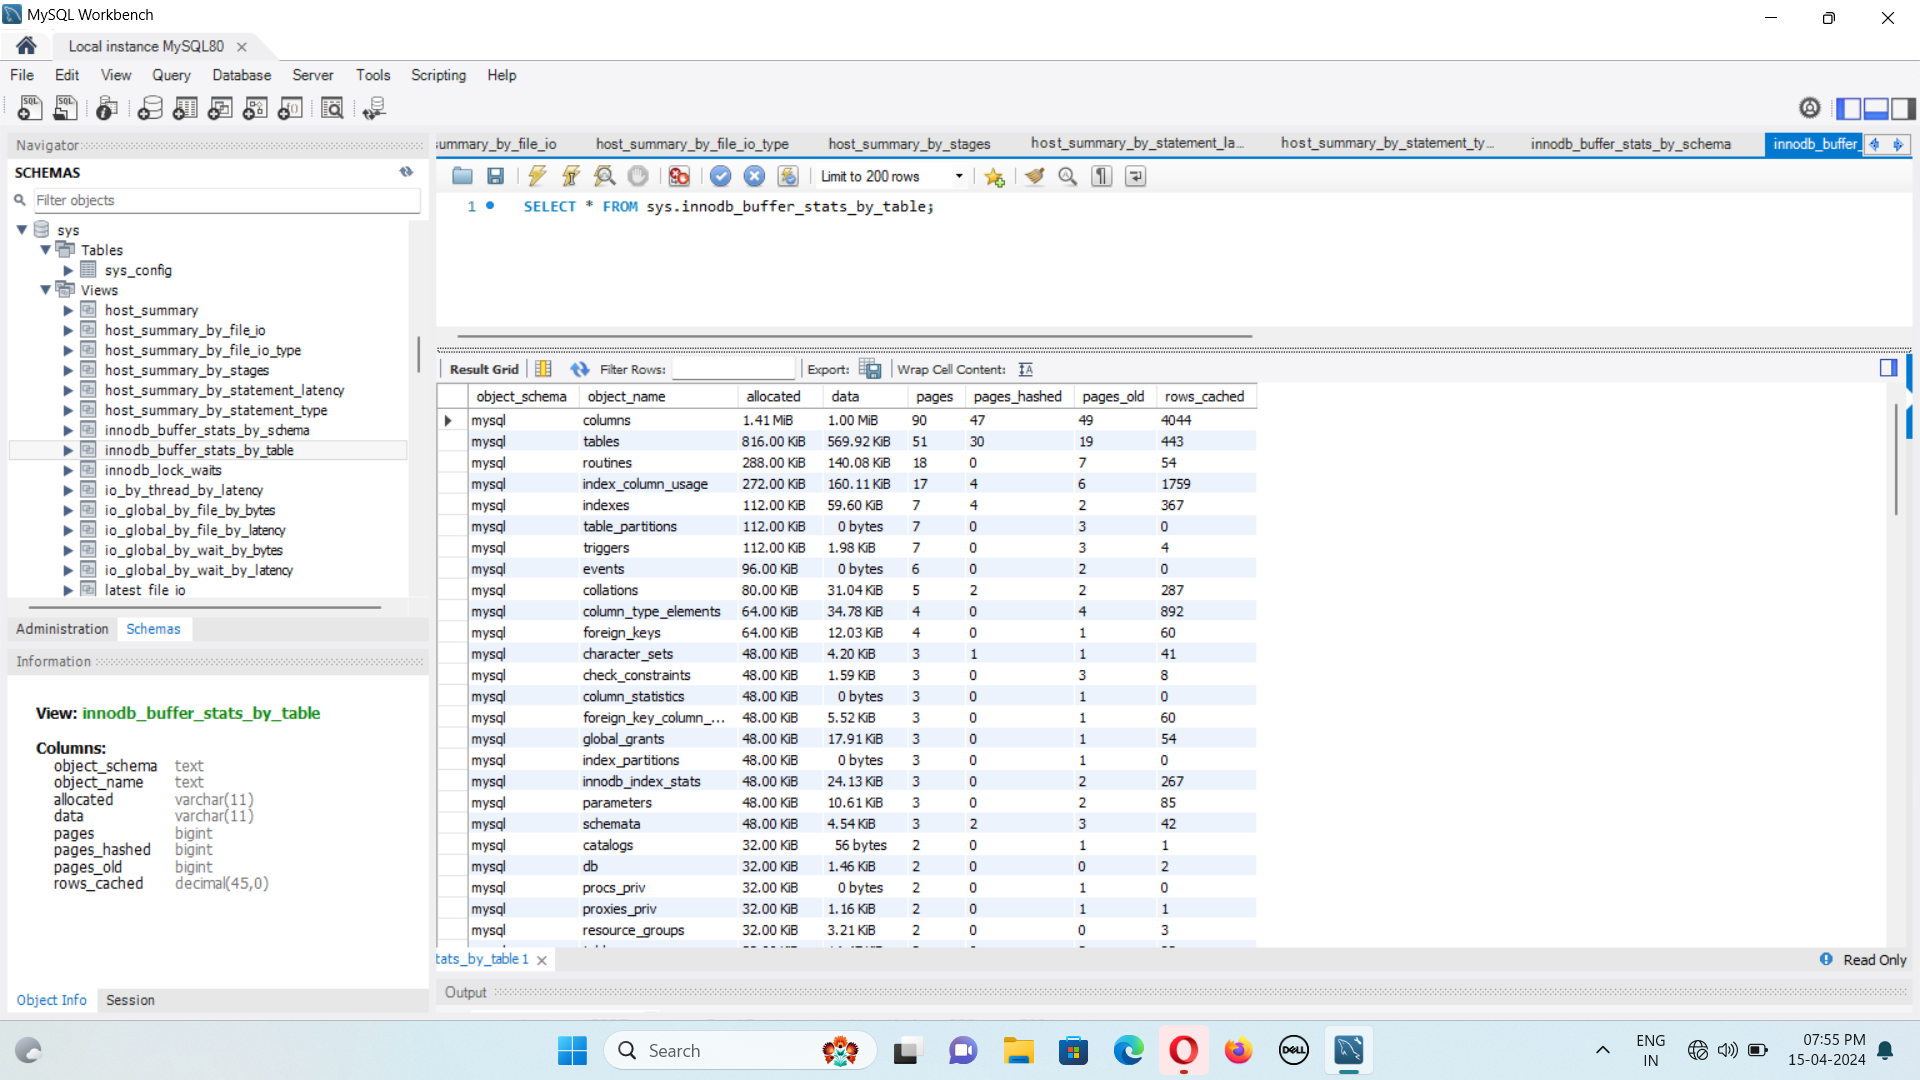 MySQL Workbench
Local instance MySQL80
File Edit View Query Database Server Tools Scripting Help
Navigator
SCHEMAS
Filter objects
sys
Tables
sys_config
Views
host_summary
host_summary_by_file_io
host_summary_by_file_io_type
host_summary_by_stages
host_summary_by_statement_latency
host_summary_by_statement_type
innodb_buffer_stats_by_schema
innodb_buffer_stats_by_table
innodb_lock_waits
io_by_thread_by_latency
io_global_by_file_by_bytes
io_global_by_file_by_latency
io_global_by_wait_by_bytes
io_global_by_wait_by_latency
latest_file_io
Administration Schemas
Information
View: innodb_buffer_stats_by_table
Columns:
object_schema text
object_name text
allocated varchar(11)
data varchar(11)
pages bigint
pages_hashed bigint
pages_old bigint
rows_cached decimal(45,0)
Object Info Session
ummary_by_file_io host_summary_by_file_io_type host_summary_by_stages host_summary_by_statement_la... host_summary_by_statement_ty... innodb_buffer_stats_by_schema innodb_buffer_
Limit to 200 rows
1 SELECT * FROM sys.innodb_buffer_stats_by_table;
Result Grid Filter Rows: Export: Wrap Cell Content:
object_schema object_name allocated data pages pages_hashed pages_old rows_cached
mysql columns 1.41 MiB 1.00 MiB 90 47 49 4044
mysql tables 816.00 KiB 569.92 KiB 51 30 19 443
mysql routines 288.00 KiB 140.08 KiB 18 0 7 54
mysql index_column_usage 272.00 KiB 160.11 KiB 17 4 6 1759
mysql indexes 112.00 KiB 59.60 KiB 7 4 2 367
mysql table_partitions 112.00 KiB 0 bytes 7 0 3 0
mysql triggers 112.00 KiB 1.98 KiB 7 0 3 4
mysql events 96.00 KiB 0 bytes 6 0 2 0
mysql collations 80.00 KiB 31.04 KiB 5 2 2 287
mysql column_type_elements 64.00 KiB 34.78 KiB 4 0 4 892
mysql foreign_keys 64.00 KiB 12.03 KiB 4 0 1 60
mysql character_sets 48.00 KiB 4.20 KiB 3 1 1 41
mysql check_constraints 48.00 KiB 1.59 KiB 3 0 3 8
mysql column_statistics 48.00 KiB 0 bytes 3 0 1 0
mysql foreign_key_column_... 48.00 KiB 5.52 KiB 3 0 1 60
mysql global_grants 48.00 KiB 17.91 KiB 3 0 1 54
mysql index_partitions 48.00 KiB 0 bytes 3 0 1 0
mysql innodb_index_stats 48.00 KiB 24.13 KiB 3 0 2 267
mysql parameters 48.00 KiB 10.61 KiB 3 0 2 85
mysql schemata 48.00 KiB 4.54 KiB 3 2 3 42
mysql catalogs 32.00 KiB 56 bytes 2 0 1 1
mysql db 32.00 KiB 1.46 KiB 2 0 0 2
mysql procs_priv 32.00 KiB 0 bytes 2 0 1 0
mysql proxies_priv 32.00 KiB 1.16 KiB 2 0 1 1
mysql resource_groups 32.00 KiB 3.21 KiB 2 0 0 3
tats_by_table 1 Read Only
Output
Search
DELL
ENG
IN
07:55 PM
15-04-2024